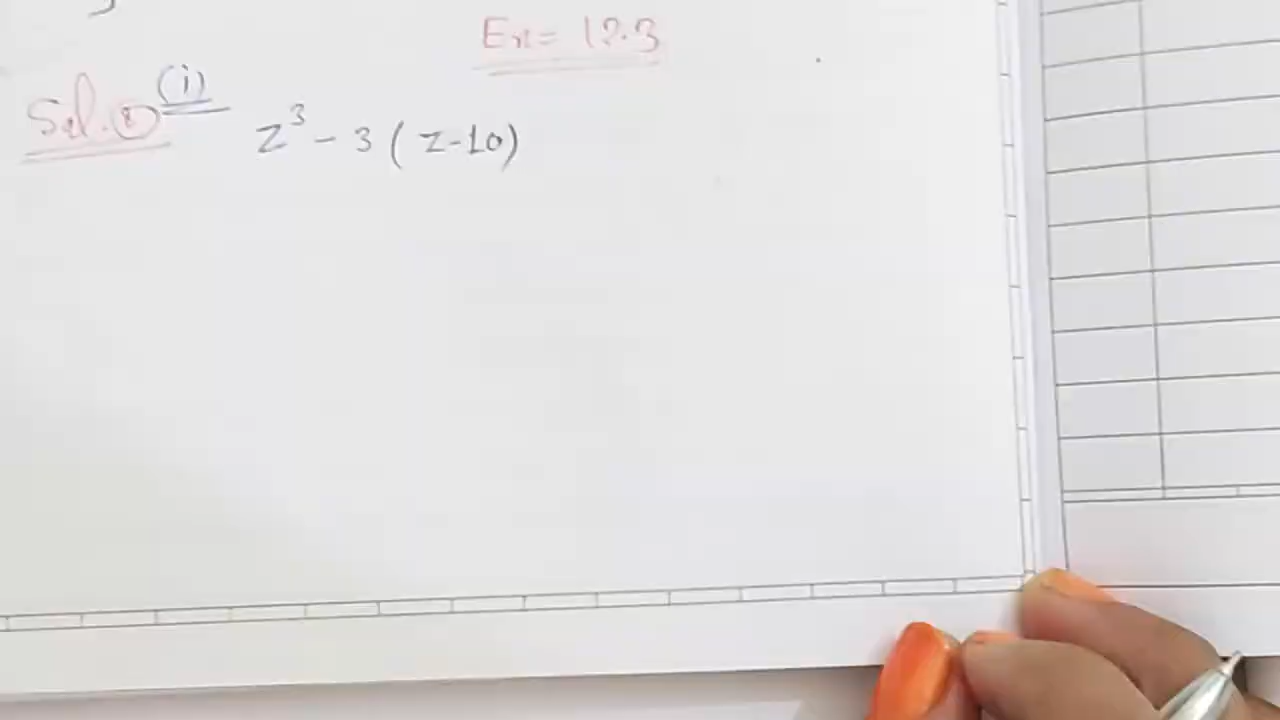 Ex= 12.3
Sol. 8 (i) z³ - 3 ( z-10)